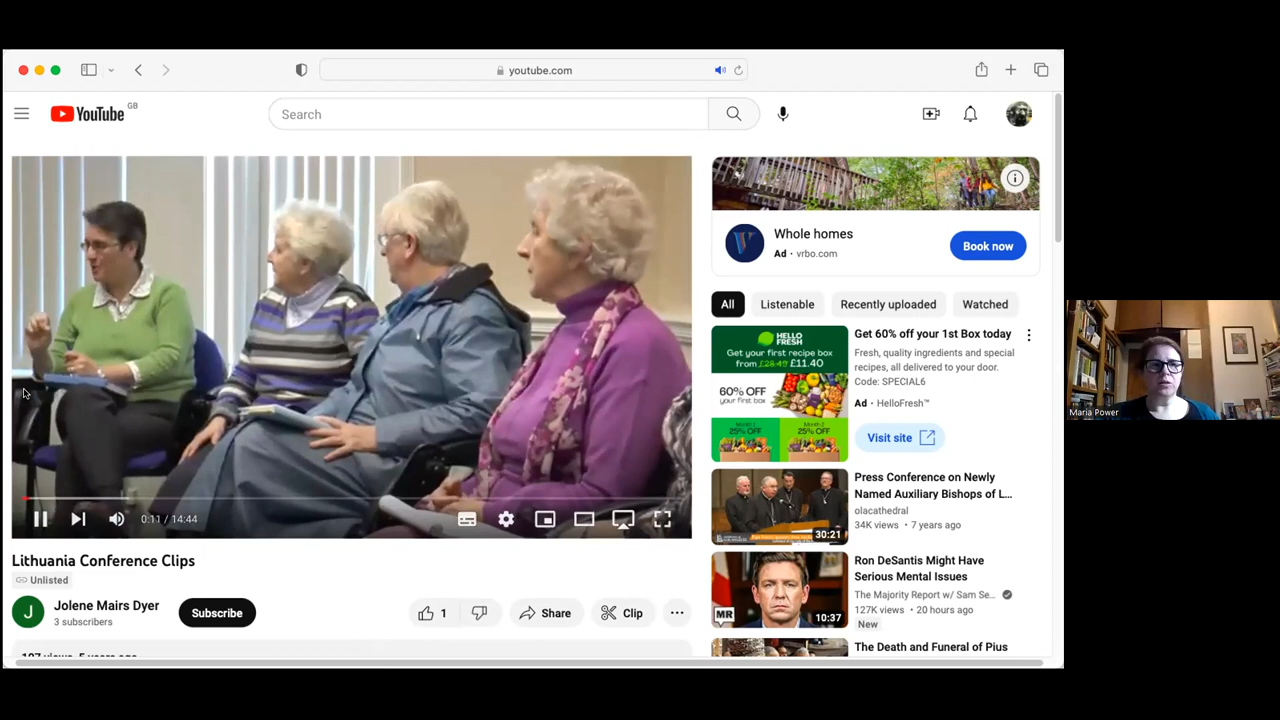 youtube.com
YouTube GB
Search
Whole homes
Ad · vrbo.com
Book now
All
Listenable
Recently uploaded
Watched
HELLO
FRESH
Get your first recipe box
from £28.49 £11.40
60% OFF
your first box
Month 1
25% OFF
Month 2
25% OFF
Get 60% off your 1st Box today
Fresh, quality ingredients and special
recipes, all delivered to your door.
Code: SPECIAL6
Ad · HelloFresh™
Visit site
Maria Power
0:11 / 14:44
30:21
Press Conference on Newly
Named Auxiliary Bishops of L...
olacathedral
34K views · 7 years ago
Lithuania Conference Clips
Unlisted
J
Jolene Mairs Dyer
3 subscribers
Subscribe
1
Share
Clip
MR
10:37
Ron DeSantis Might Have
Serious Mental Issues
The Majority Report w/ Sam Se...
127K views · 20 hours ago
New
The Death and Funeral of Pius